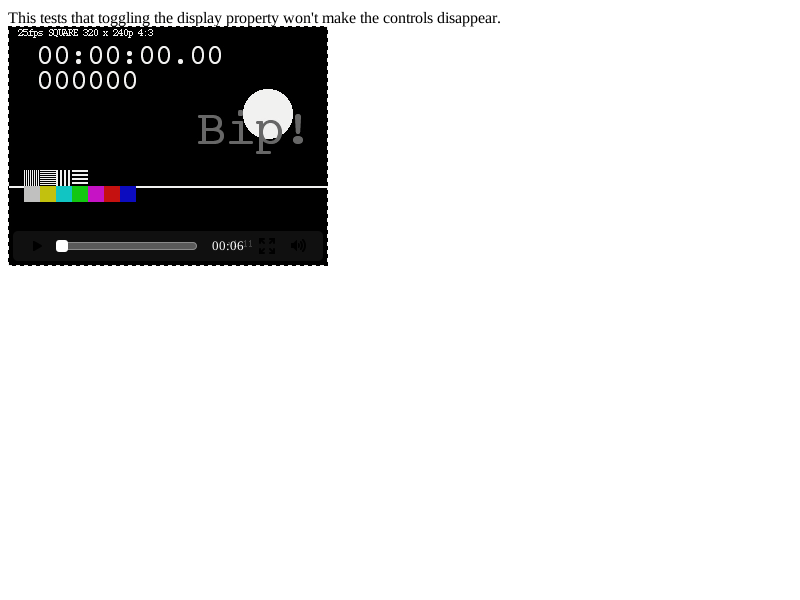 This tests that toggling the display property won't make the controls disappear.
25fps SQUARE 320 x 240p 4:3
00:00:00.00
000000
Bip!
00:06